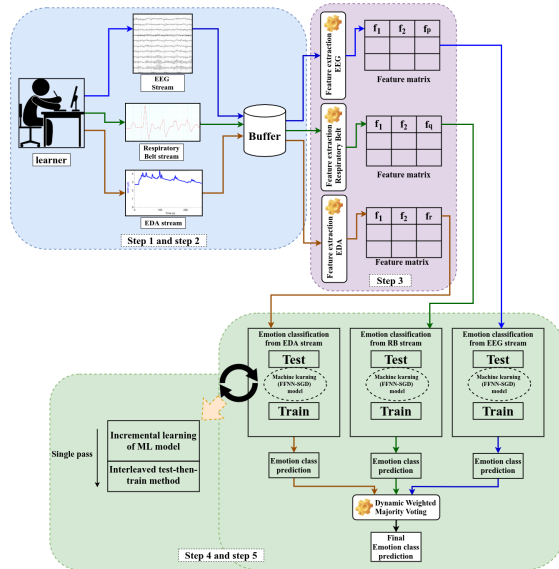 EEG
Stream
Respiratory
Belt stream
EDA stream
learner
Buffer
Step 1 and step 2
Feature extraction
EEG
Feature extraction
Respiratory Belt
Feature extraction
EDA
f1 f2 fp
Feature matrix
f1 f2 fq
Feature matrix
f1 f2 fr
Feature matrix
Step 3
Emotion classification
from EDA stream
Test
Machine learning
(FFNN-SGD)
model
Train
Emotion classification
from RB stream
Test
Machine learning
(FFNN-SGD)
model
Train
Emotion classification
from EEG stream
Test
Machine learning
(FFNN-SGD)
model
Train
Single pass
Incremental learning
of ML model
Interleaved test-then-
train method
Emotion class
prediction
Emotion class
prediction
Emotion class
prediction
Dynamic Weighted
Majority Voting
Final
Emotion class
prediction
Step 4 and step 5